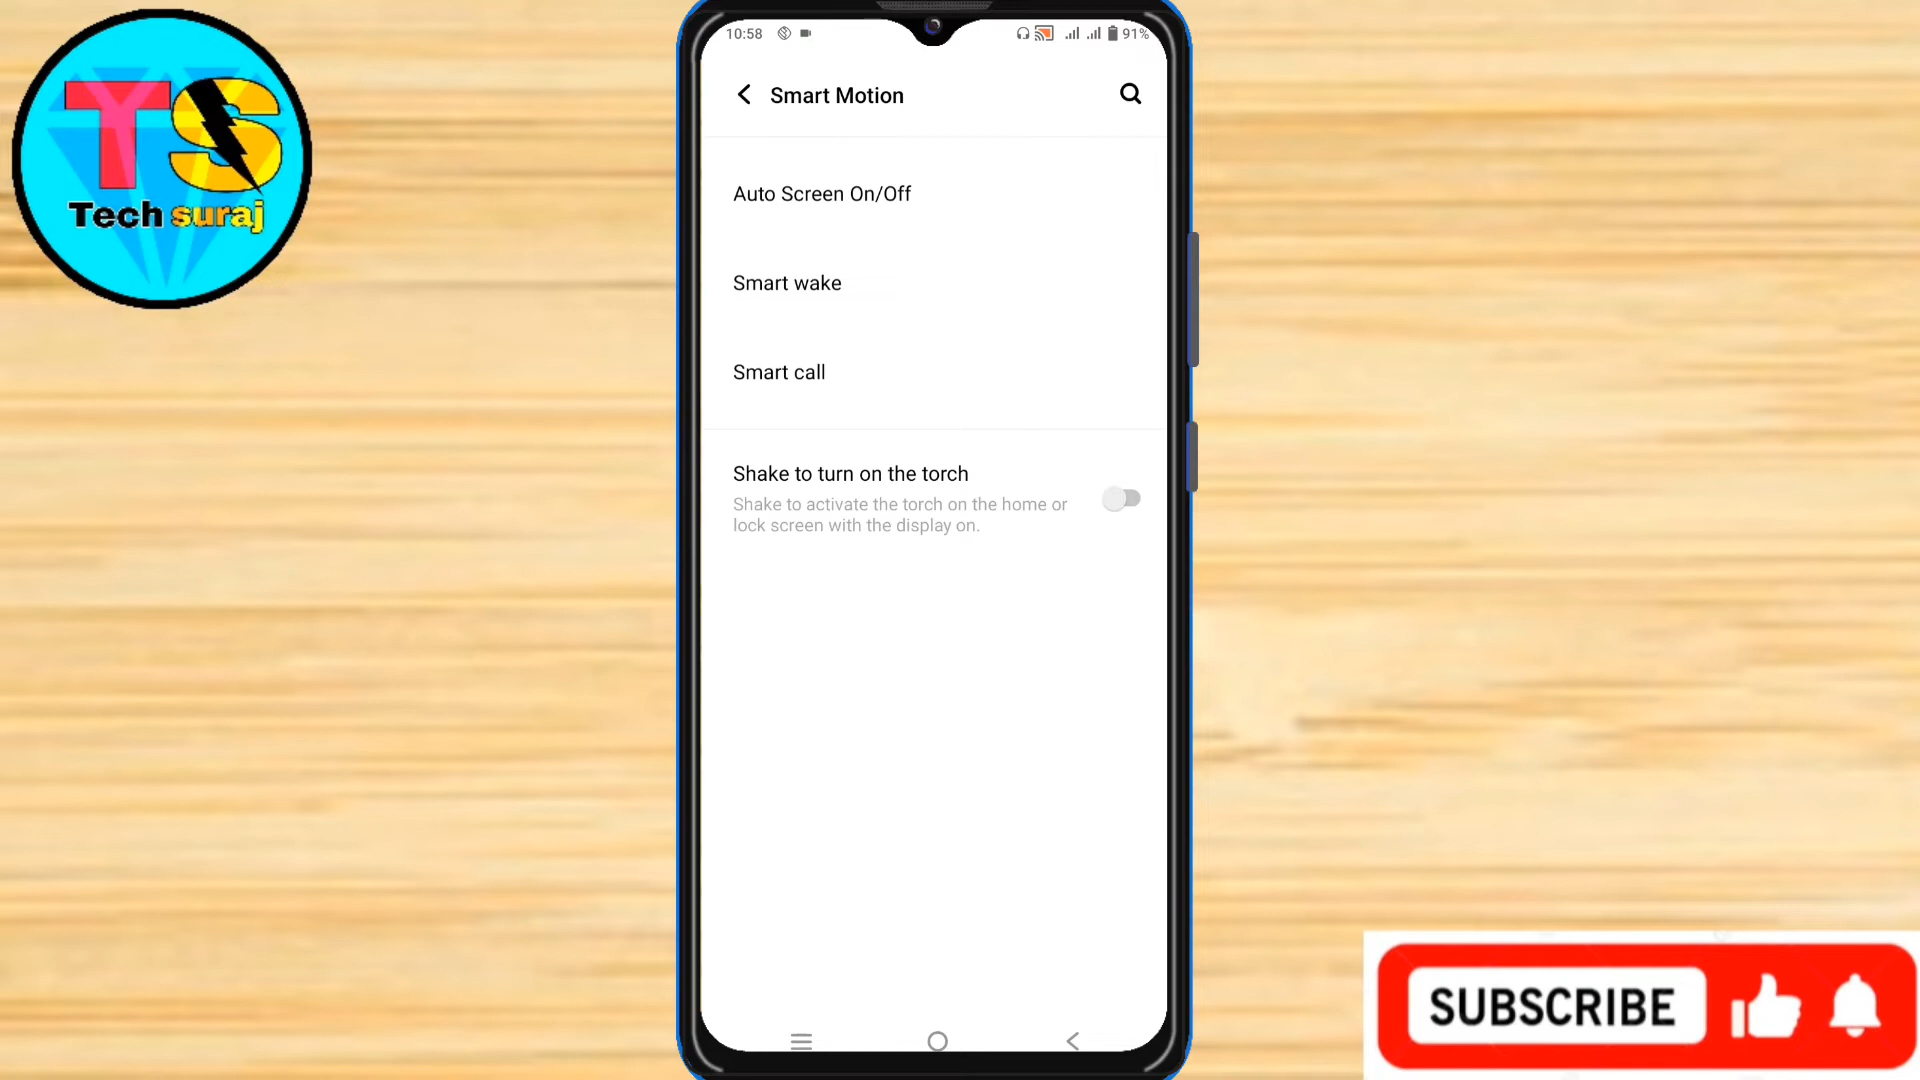 TS
Tech suraj
10:58
91%
Smart Motion
Auto Screen On/Off
Smart wake
Smart call
Shake to turn on the torch
Shake to activate the torch on the home or
lock screen with the display on.
SUBSCRIBE